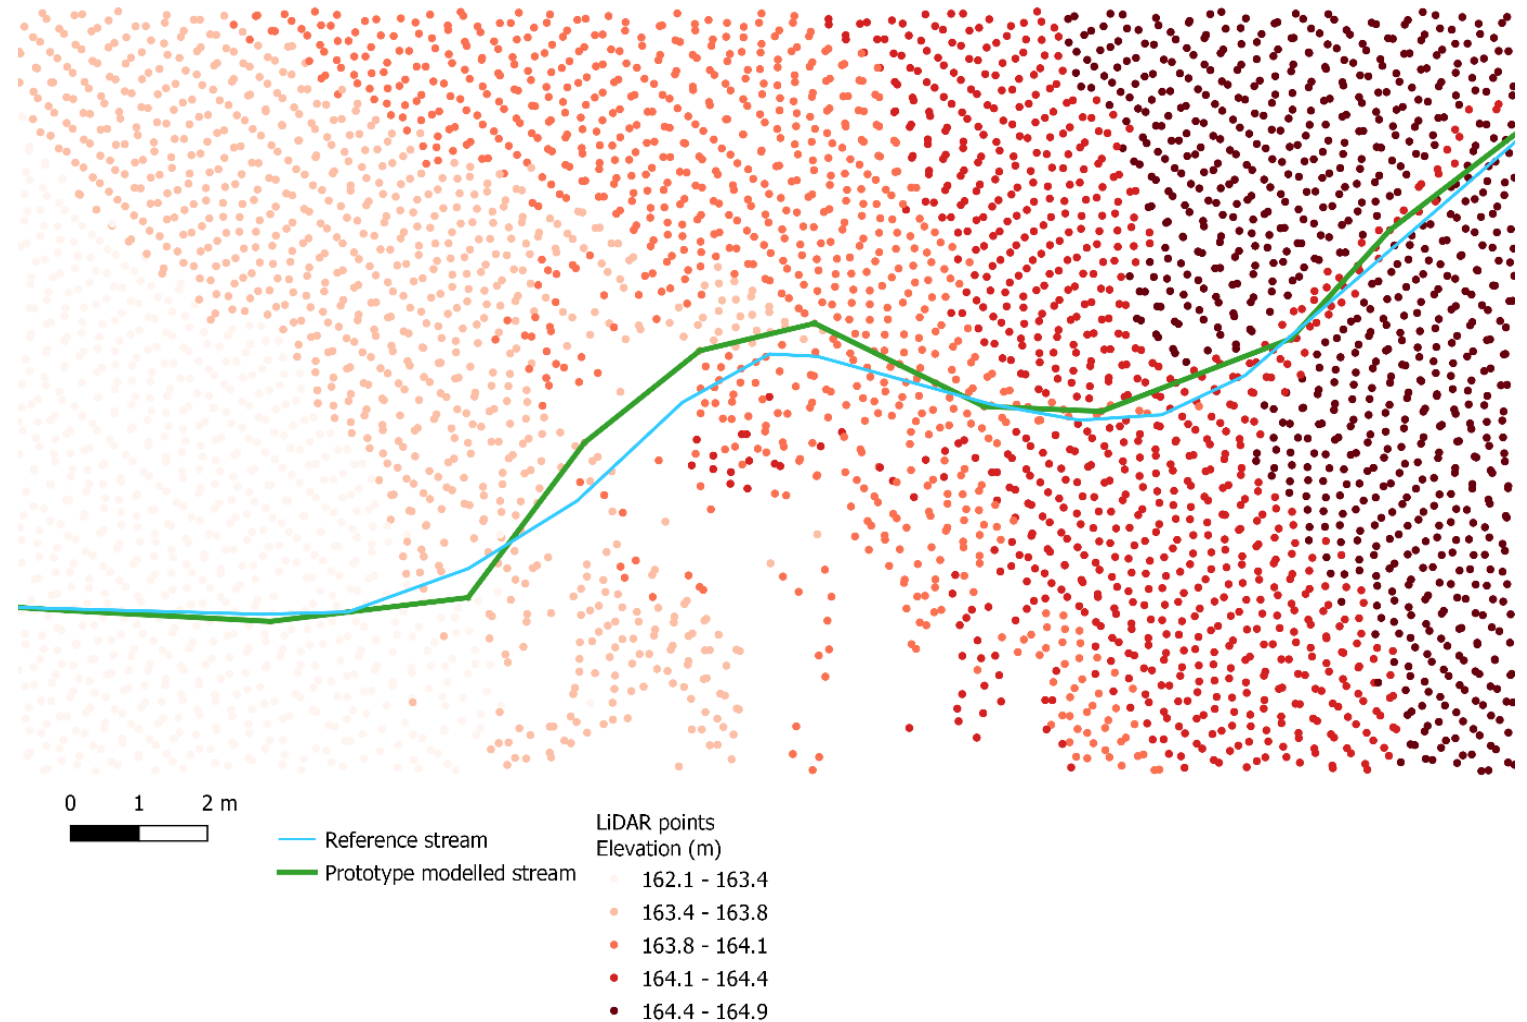 0 1 2 m
Reference stream
Prototype modelled stream
LiDAR points
Elevation (m)
162.1 - 163.4
163.4 - 163.8
163.8 - 164.1
164.1 - 164.4
164.4 - 164.9